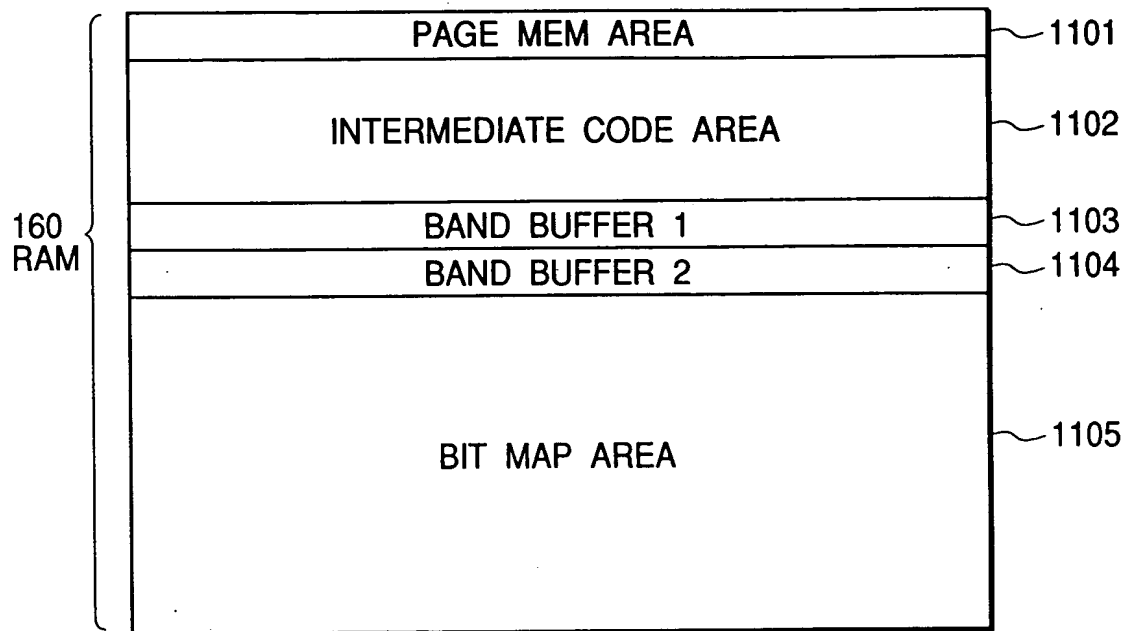 PAGE MEM AREA
1101
INTERMEDIATE CODE AREA
1102
160
RAM
BAND BUFFER 1
1103
BAND BUFFER 2
1104
BIT MAP AREA
1105